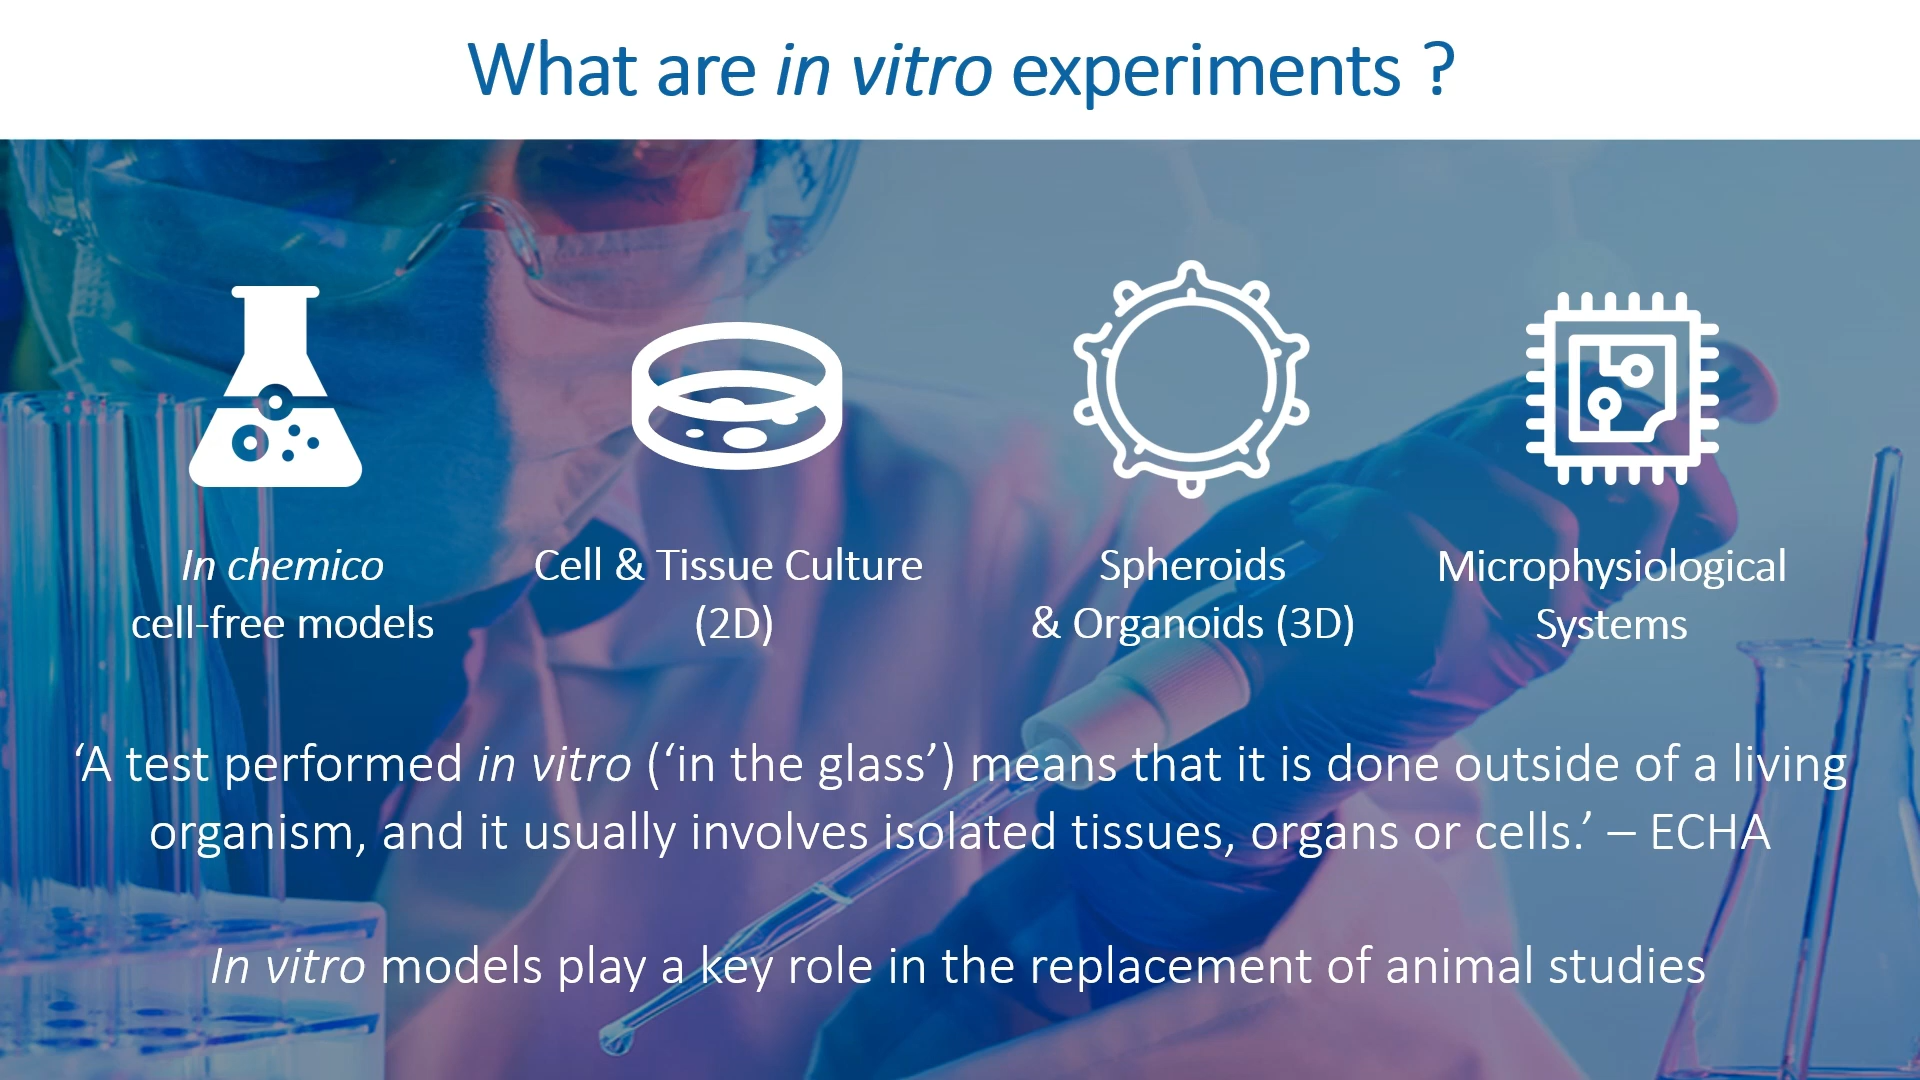 What are in vitro experiments ?
In chemico
cell-free models
Cell & Tissue Culture
(2D)
Spheroids
& Organoids (3D)
Microphysiological
Systems
‘A test performed in vitro (‘in the glass’) means that it is done outside of a living
organism, and it usually involves isolated tissues, organs or cells.’ – ECHA
In vitro models play a key role in the replacement of animal studies